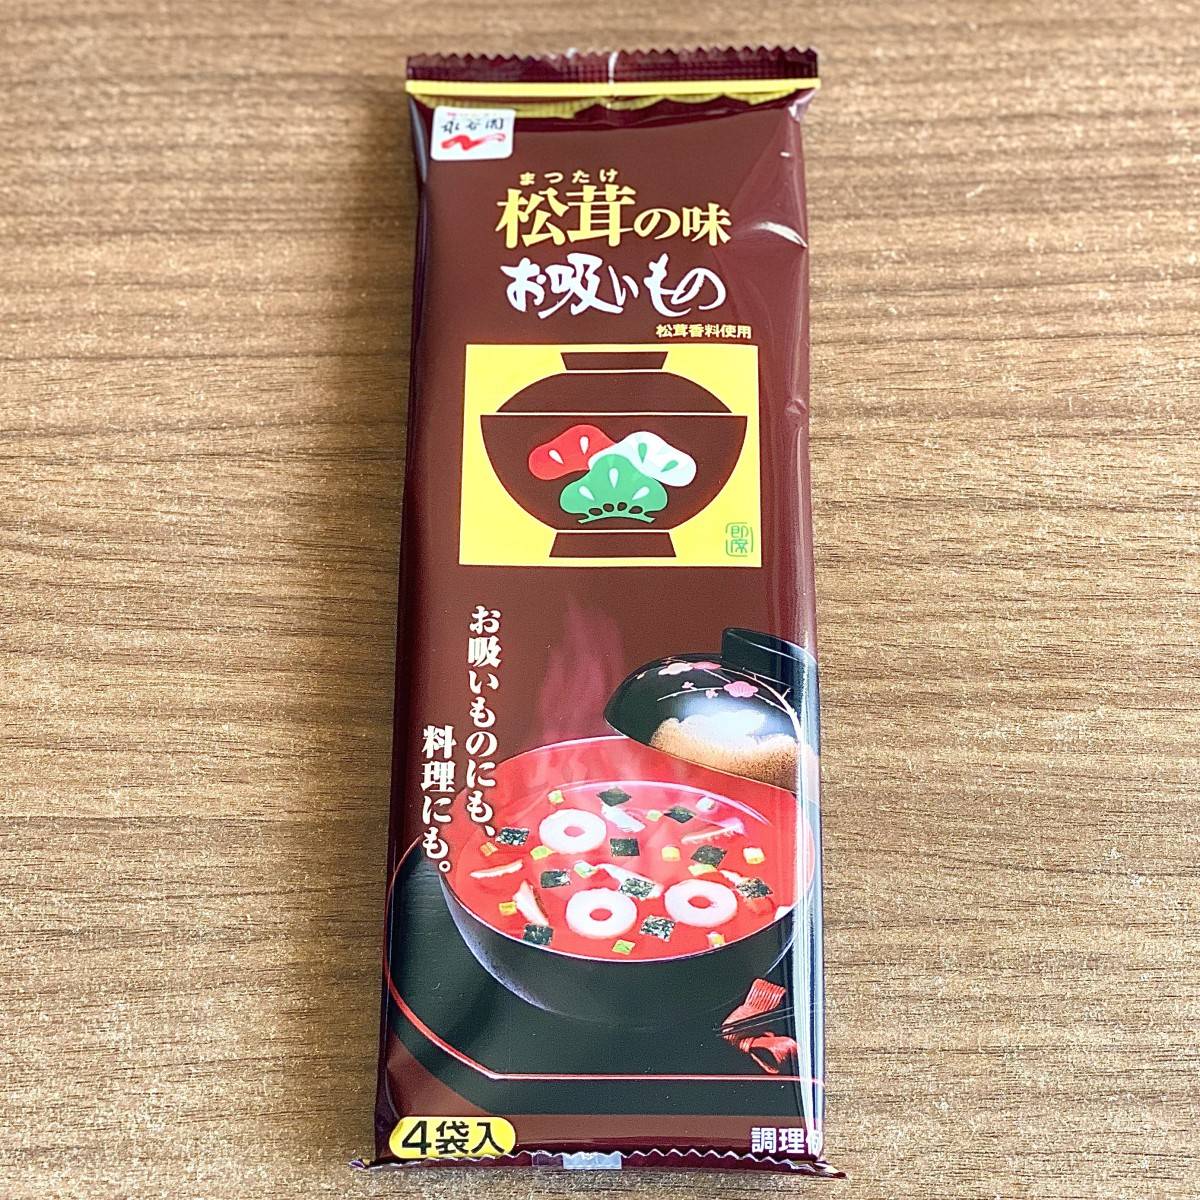 永谷園
まつたけ
松茸の味
お吸いもの
松茸香料使用
即席
お吸いものにも、
料理にも。
4袋入
調理例